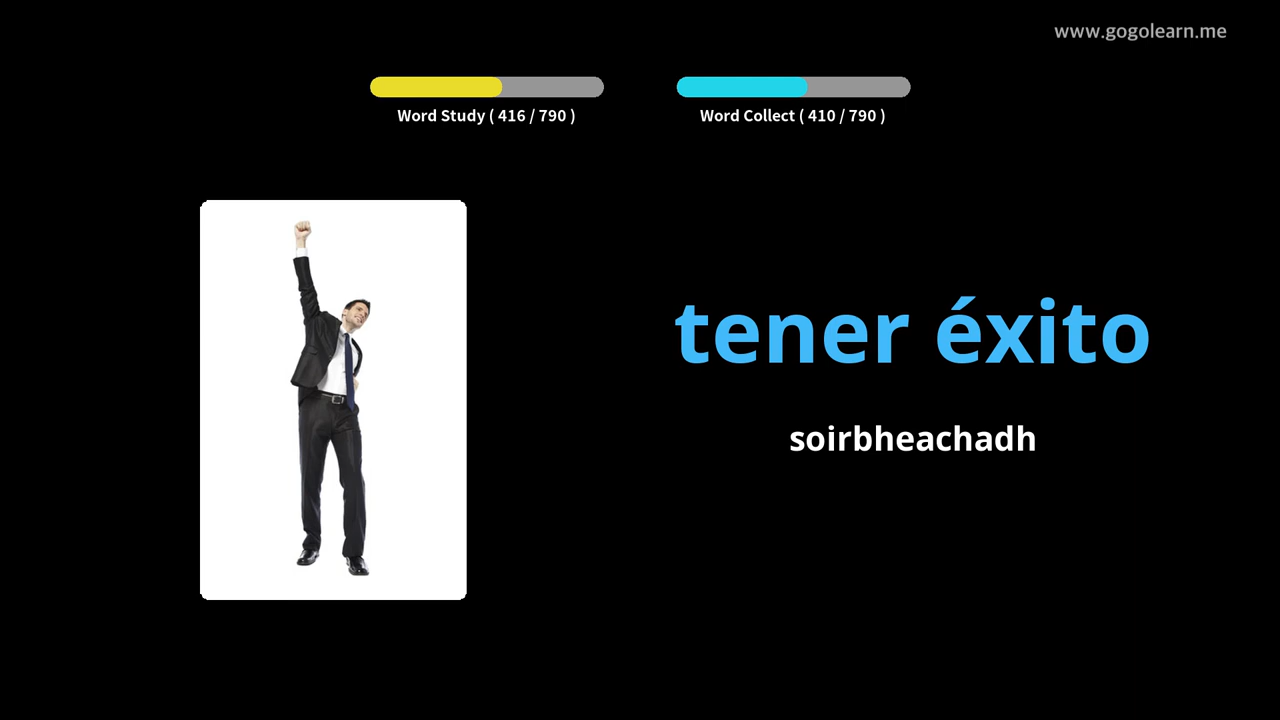 www.gogolearn.me
Word Study ( 416 / 790 )
Word Collect ( 410 / 790 )
tener éxito
soirbheachadh